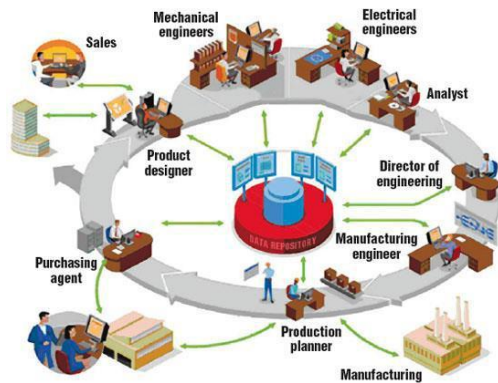 Mechanical
engineers
Electrical
engineers
Sales
Analyst
Product
designer
Director of
engineering
DATA REPOSITORY
Manufacturing
engineer
Purchasing
agent
Production
planner
Manufacturing